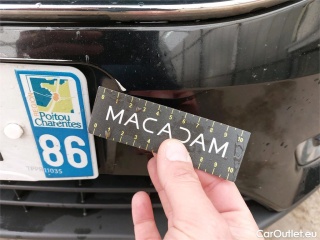 Poitou
Charentes
86
MACADAM
CarOutlet.eu